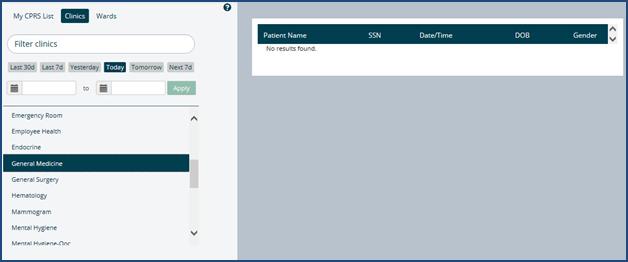 My CPRS List Clinics Wards ?
Filter clinics
Last 30d Last 7d Yesterday Today Tomorrow Next 7d
to Apply
Emergency Room
Employee Health
Endocrine
General Medicine
General Surgery
Hematology
Mammogram
Mental Hygiene
Mental Hygiene-Opc
Patient Name SSN Date/Time DOB Gender
No results found.